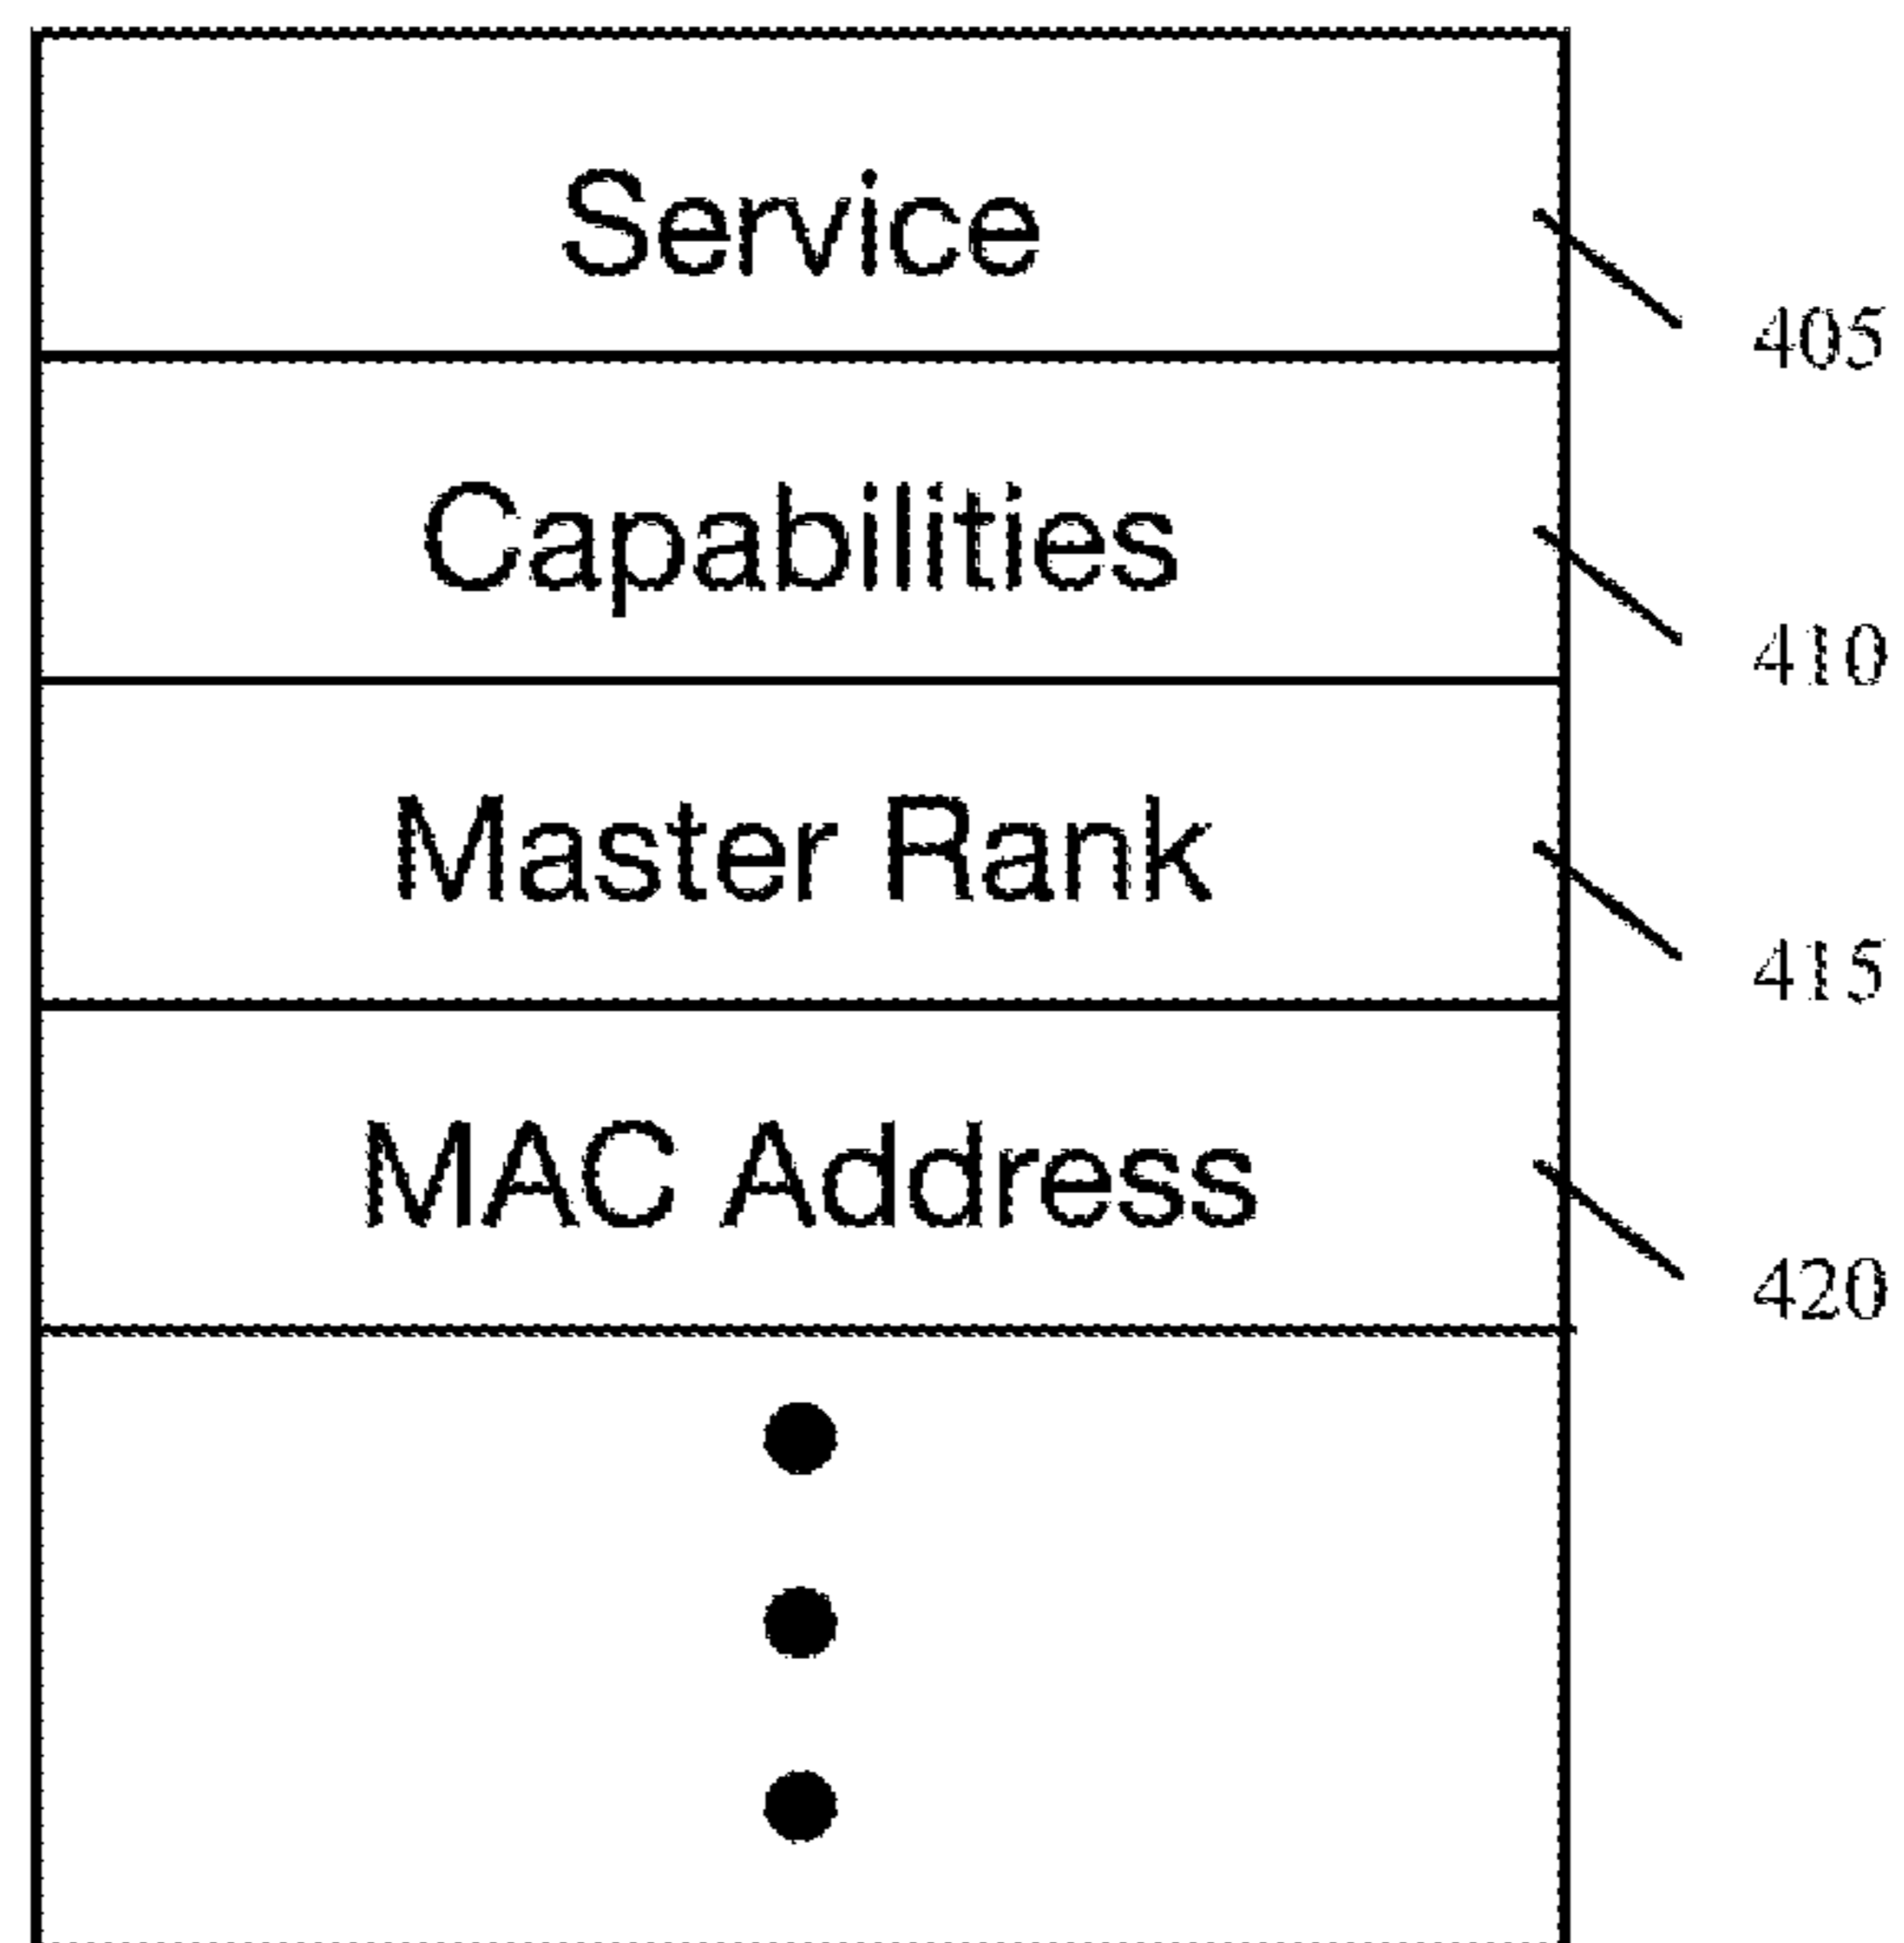 Service
405
Capabilities
410
Master Rank
415
MAC Address
420